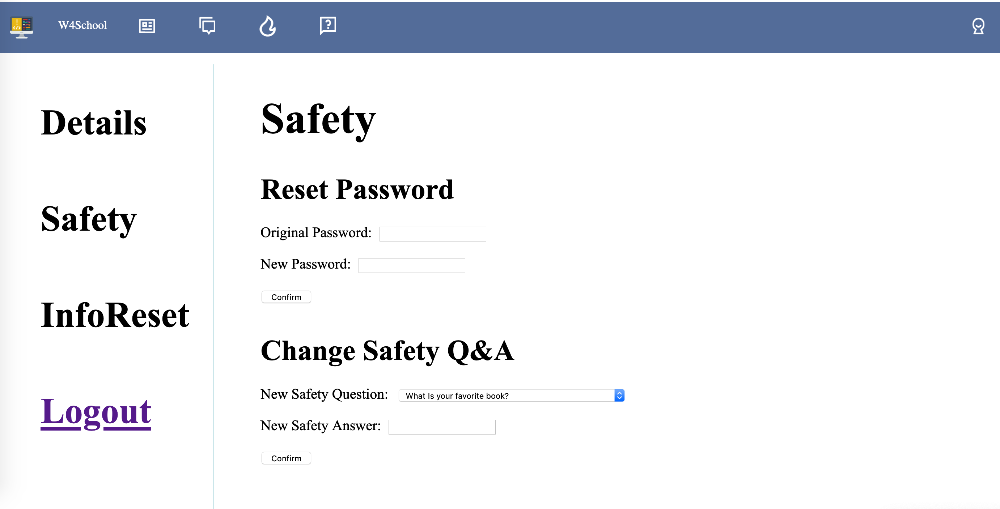 W4School
Details
Safety
InfoReset
Logout
Safety
Reset Password
Original Password:
New Password:
Confirm
Change Safety Q&A
New Safety Question: What Is your favorite book?
New Safety Answer:
Confirm